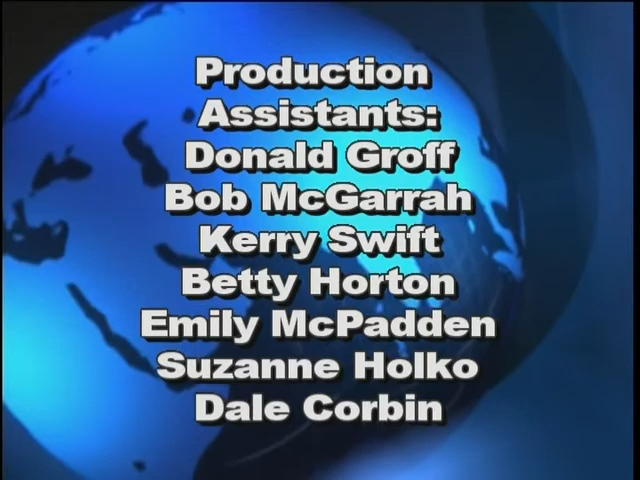 Production
Assistants:
Donald Groff
Bob McGarrah
Kerry Swift
Betty Horton
Emily McPadden
Suzanne Holko
Dale Corbin